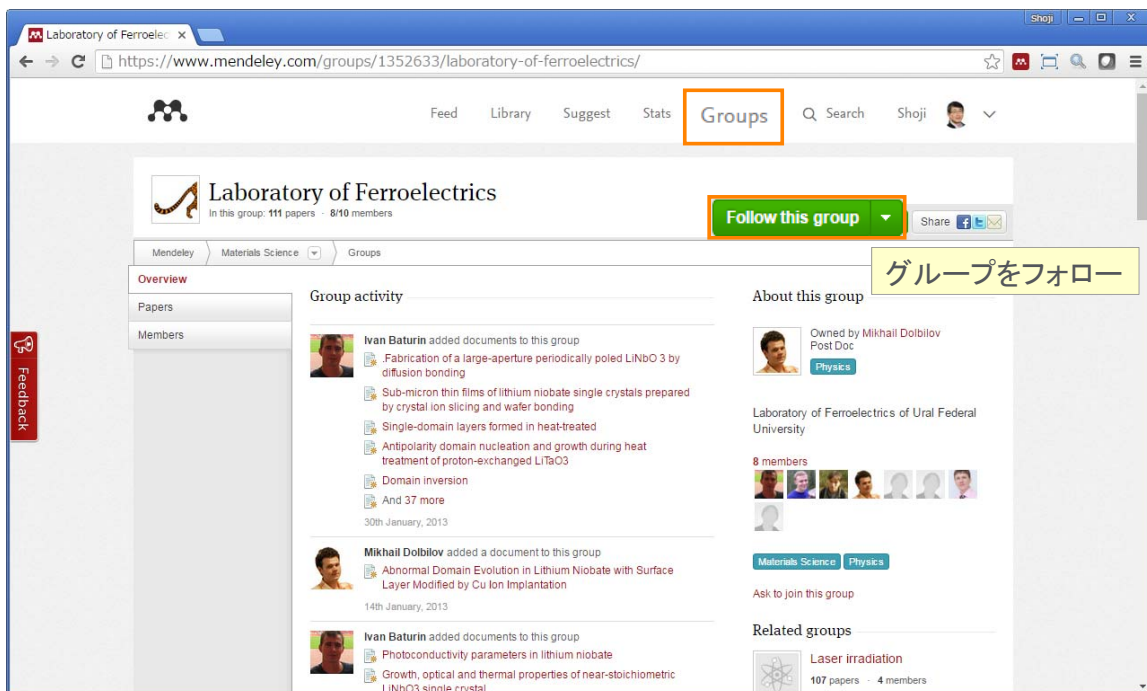 Shoji
Laboratory of Ferroelec
https://www.mendeley.com/groups/1352633/laboratory-of-ferroelectrics/
Feed Library Suggest Stats Groups Search Shoji
Laboratory of Ferroelectrics
In this group: 111 papers · 8/10 members
Follow this group
Share
グループをフォロー
Mendeley Materials Science Groups
Overview
Papers
Members
Feedback
Group activity
Ivan Baturin added documents to this group
.Fabrication of a large-aperture periodically poled LiNbO 3 by
diffusion bonding
Sub-micron thin films of lithium niobate single crystals prepared
by crystal ion slicing and wafer bonding
Single-domain layers formed in heat-treated
Antipolarity domain nucleation and growth during heat
treatment of proton-exchanged LiTaO3
Domain inversion
And 37 more
30th January, 2013
Mikhail Dolbilov added a document to this group
Abnormal Domain Evolution in Lithium Niobate with Surface
Layer Modified by Cu Ion Implantation
14th January, 2013
Ivan Baturin added documents to this group
Photoconductivity parameters in lithium niobate
Growth, optical and thermal properties of near-stoichiometric
LiNbO3 single crystal
About this group
Owned by Mikhail Dolbilov
Post Doc
Physics
Laboratory of Ferroelectrics of Ural Federal
University
8 members
Materials Science Physics
Ask to join this group
Related groups
Laser irradiation
107 papers · 4 members